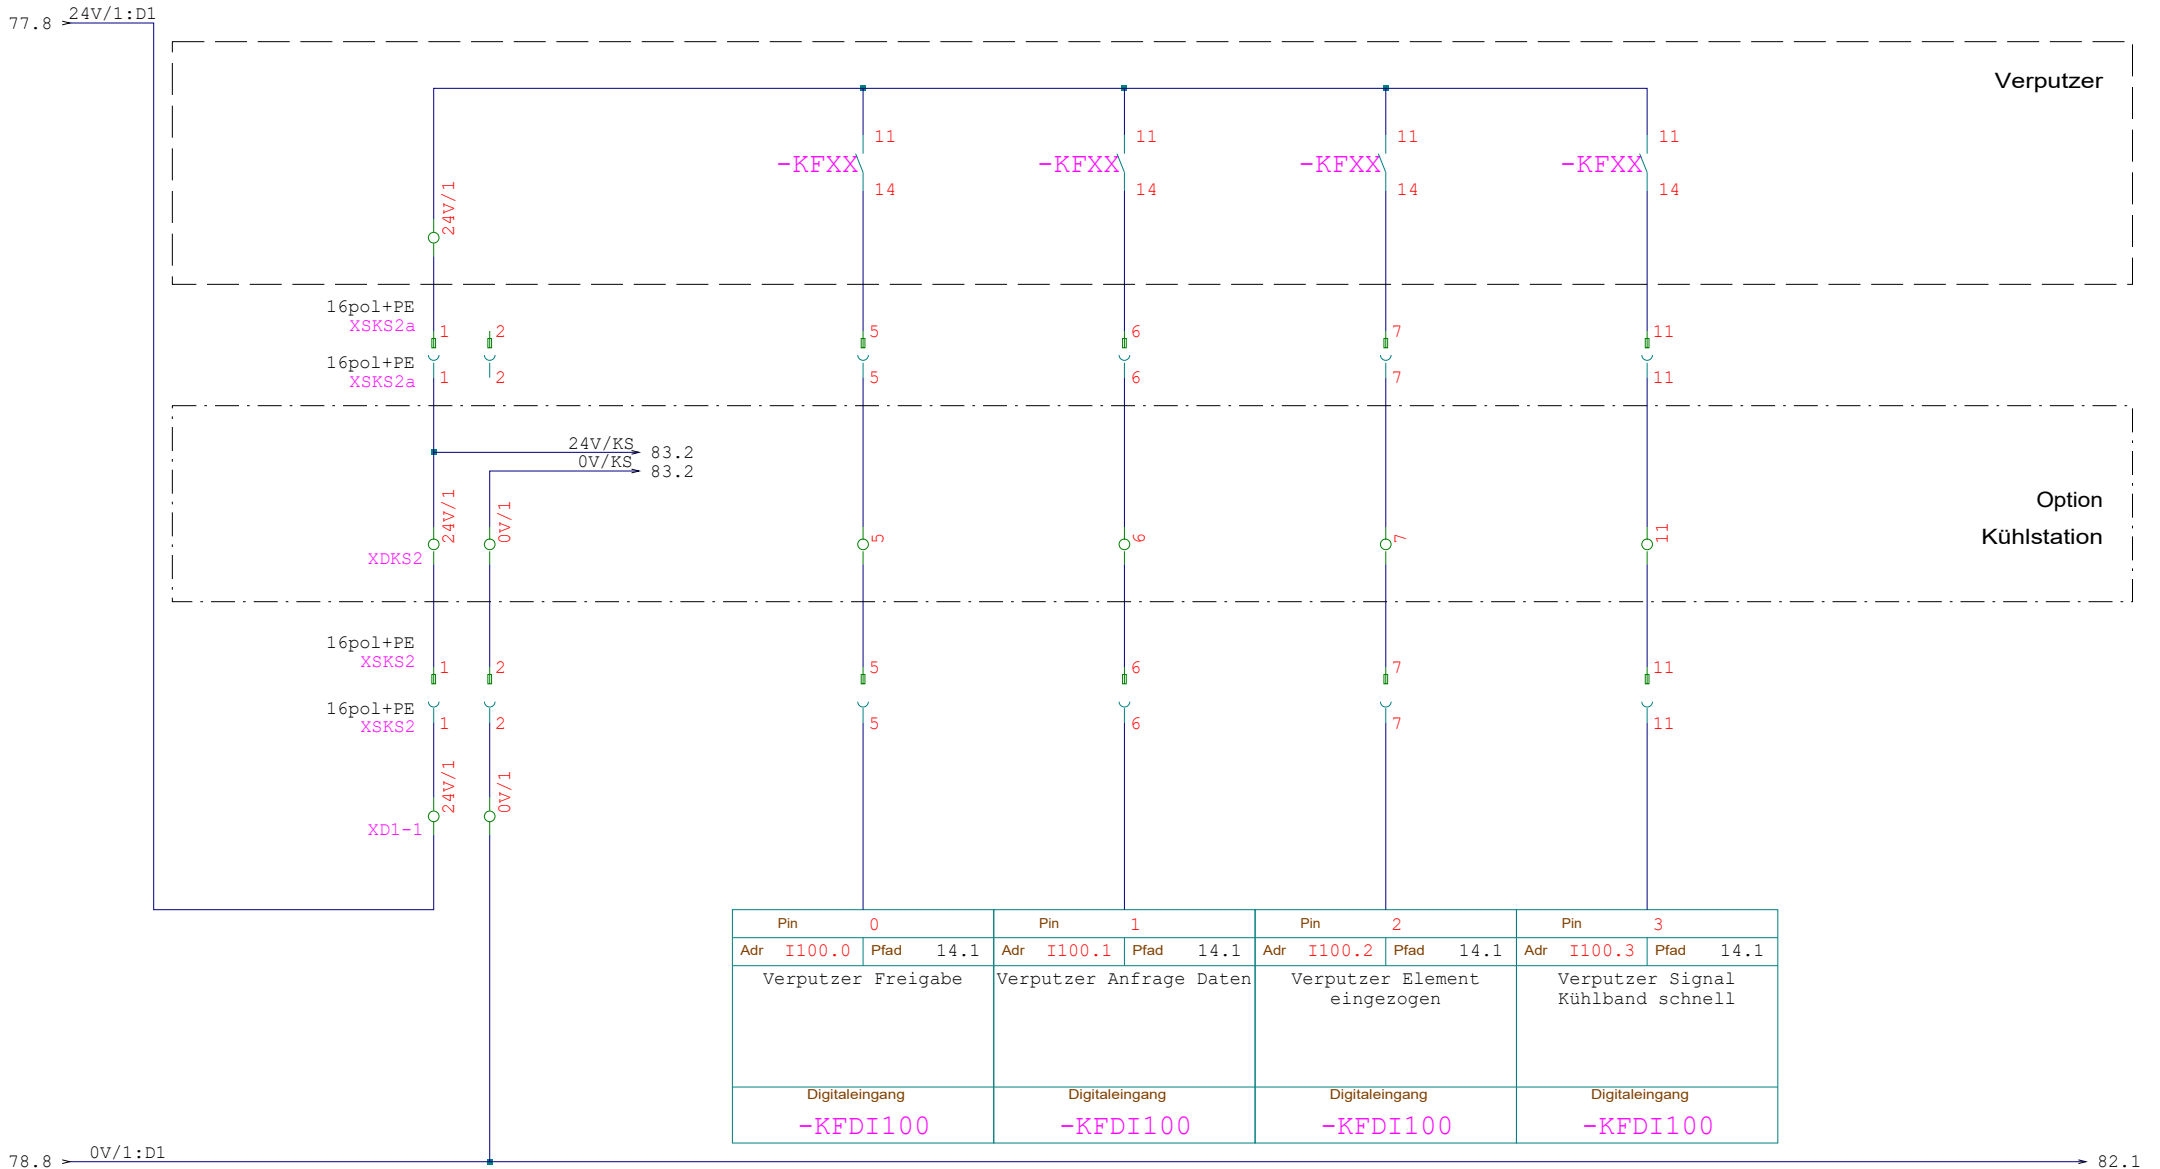 77.8 24V/1:D1
Verputzer
11 11 11 11
-KFXX -KFXX -KFXX -KFXX
14 14 14 14
24V/1
16pol+PE
XSKS2a 1 2 5 6 7 11
16pol+PE
XSKS2a 1 2 5 6 7 11
24V/KS 83.2
0V/KS 83.2
Option
Kühlstation
24V/1 0V/1 5 6 7 11
XDKS2
16pol+PE
XSKS2 1 2 5 6 7 11
16pol+PE
XSKS2 1 2 5 6 7 11
24V/1 0V/1
XD1-1
Pin 0 Pin 1 Pin 2 Pin 3
Adr I100.0 Pfad 14.1 Adr I100.1 Pfad 14.1 Adr I100.2 Pfad 14.1 Adr I100.3 Pfad 14.1
Verputzer Freigabe Verputzer Anfrage Daten Verputzer Element Verputzer Signal
eingezogen Kühlband schnell
Digitaleingang Digitaleingang Digitaleingang Digitaleingang
-KFDI100 -KFDI100 -KFDI100 -KFDI100
78.8 0V/1:D1 82.1